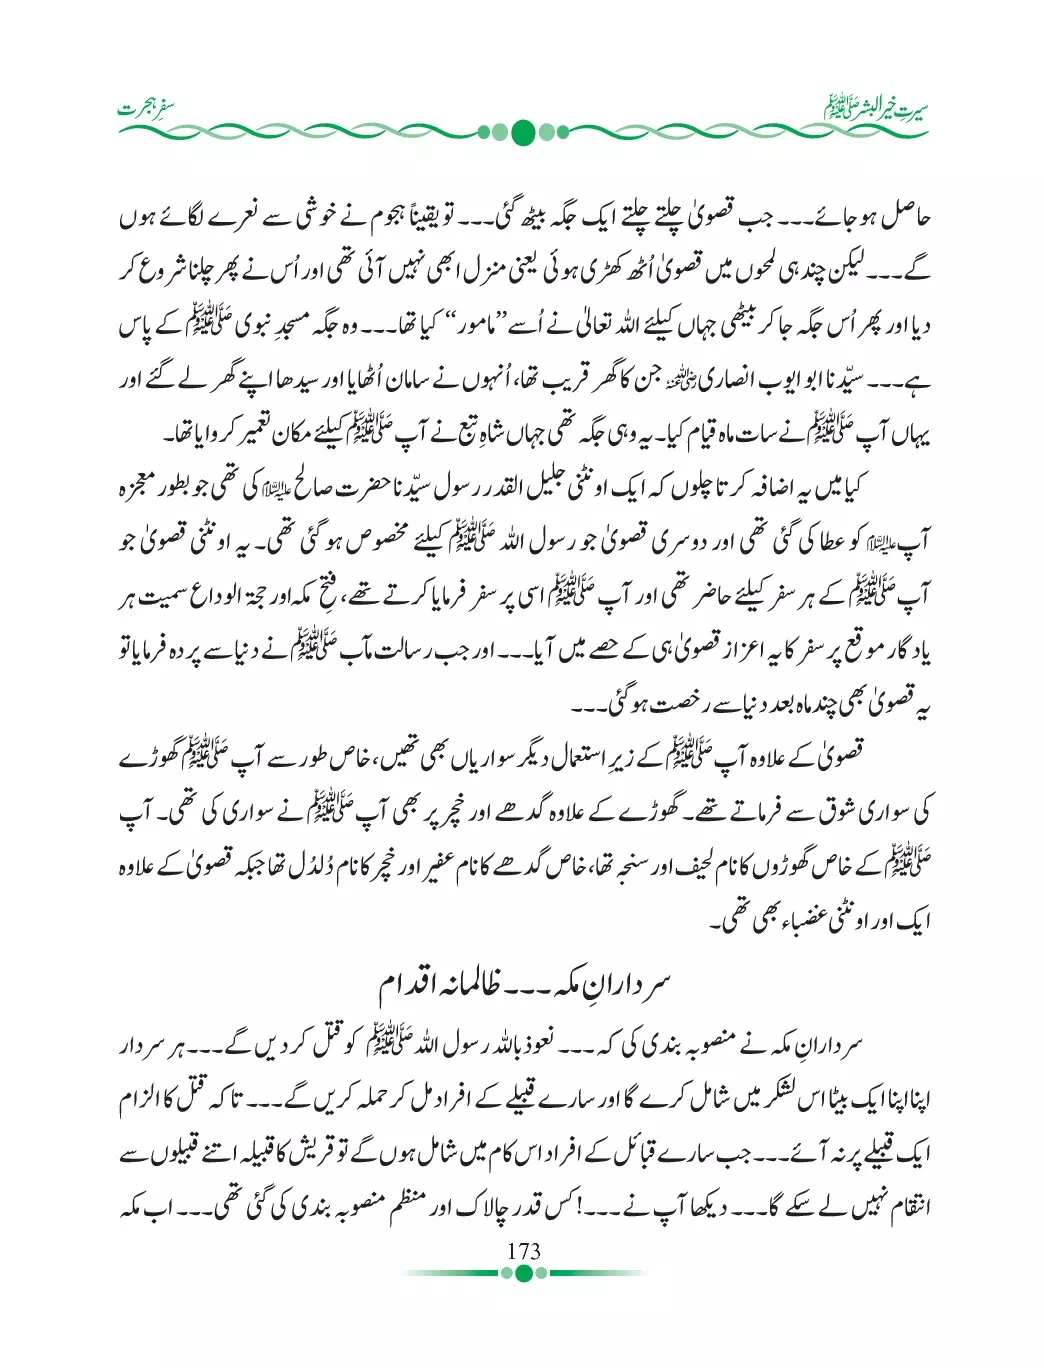 سیرتِ خیر البشر ﷺ
سفرِ ہجرت
حاصل ہوجائے۔۔۔ جب قصویٰ چلتے چلتے ایک جگہ بیٹھ گئی۔۔۔ تو یقیناً ہجوم نے خوشی سے نعرے لگائے ہوں
گے۔۔۔ لیکن چند ہی لمحوں میں قصویٰ اُٹھ کھڑی ہوئی یعنی منزل ابھی نہیں آئی تھی اور اُس نے پھر چلنا شروع کر
دیا اور پھر اُس جگہ جا کر بیٹھی جہاں کیلئے اللہ تعالیٰ نے اُسے ”مامور“ کیا تھا۔۔۔ وہ جگہ مسجدِ نبوی ﷺ کے پاس
ہے۔۔۔ سیّدنا ابو ایوب انصاری رضی اللہ عنہ جن کا گھر قریب تھا، اُنہوں نے سامان اُٹھایا اور سیدھا اپنے گھر لے گئے اور
یہاں آپ ﷺ نے سات ماہ قیام کیا۔ یہ وہی جگہ تھی جہاں شاہِ تبع نے آپ ﷺ کیلئے مکان تعمیر کروایا تھا۔
کیا میں یہ اضافہ کرتا چلوں کہ ایک اونٹنی جلیل القدر رسول سیّدنا حضرت صالح علیہ السلام کی تھی جو بطور معجزہ
آپ علیہ السلام کو عطا کی گئی تھی اور دوسری قصویٰ جو رسول اللہ ﷺ کیلئے مخصوص ہوگئی تھی۔ یہ اونٹنی قصویٰ جو
آپ ﷺ کے ہر سفر کیلئے حاضر تھی اور آپ ﷺ اسی پر سفر فرمایا کرتے تھے، فتحِ مکہ اور حجۃ الوداع سمیت ہر
یادگار موقع پر سفر کا یہ اعزاز قصویٰ ہی کے حصے میں آیا۔۔۔ اور جب رسالت مآب ﷺ نے دنیا سے پردہ فرمایا تو
یہ قصویٰ بھی چند ماہ بعد دنیا سے رخصت ہوگئی۔۔۔
قصویٰ کے علاوہ آپ ﷺ کے زیرِ استعمال دیگر سواریاں بھی تھیں، خاص طور سے آپ ﷺ گھوڑے
کی سواری شوق سے فرماتے تھے۔ گھوڑے کے علاوہ گدھے اور خچر پر بھی آپ ﷺ نے سواری کی تھی۔ آپ
ﷺ کے خاص گھوڑوں کا نام لحیف اور سنجہ تھا، خاص گدھے کا نام عفیر اور خچر کا نام دُلدُل تھا جبکہ قصویٰ کے علاوہ
ایک اور اونٹنی غضباء بھی تھی۔
سردارانِ مکہ۔۔۔ ظالمانہ اقدام
سردارانِ مکہ نے منصوبہ بندی کی کہ۔۔۔ نعوذ باللہ رسول اللہ ﷺ کو قتل کردیں گے۔۔۔ ہر سردار
اپنا اپنا ایک بیٹا اس لشکر میں شامل کرے گا اور سارے قبیلے کے افراد مل کر حملہ کریں گے۔۔۔ تاکہ قتل کا الزام
ایک قبیلے پر نہ آئے۔۔۔ جب سارے قبائل کے افراد اس کام میں شامل ہوں گے تو قریش کا قبیلہ اتنے قبیلوں سے
انتقام نہیں لے سکے گا۔۔۔ دیکھا آپ نے۔۔۔! کس قدر چالاک اور منظم منصوبہ بندی کی گئی تھی۔۔۔ اب مکہ
173